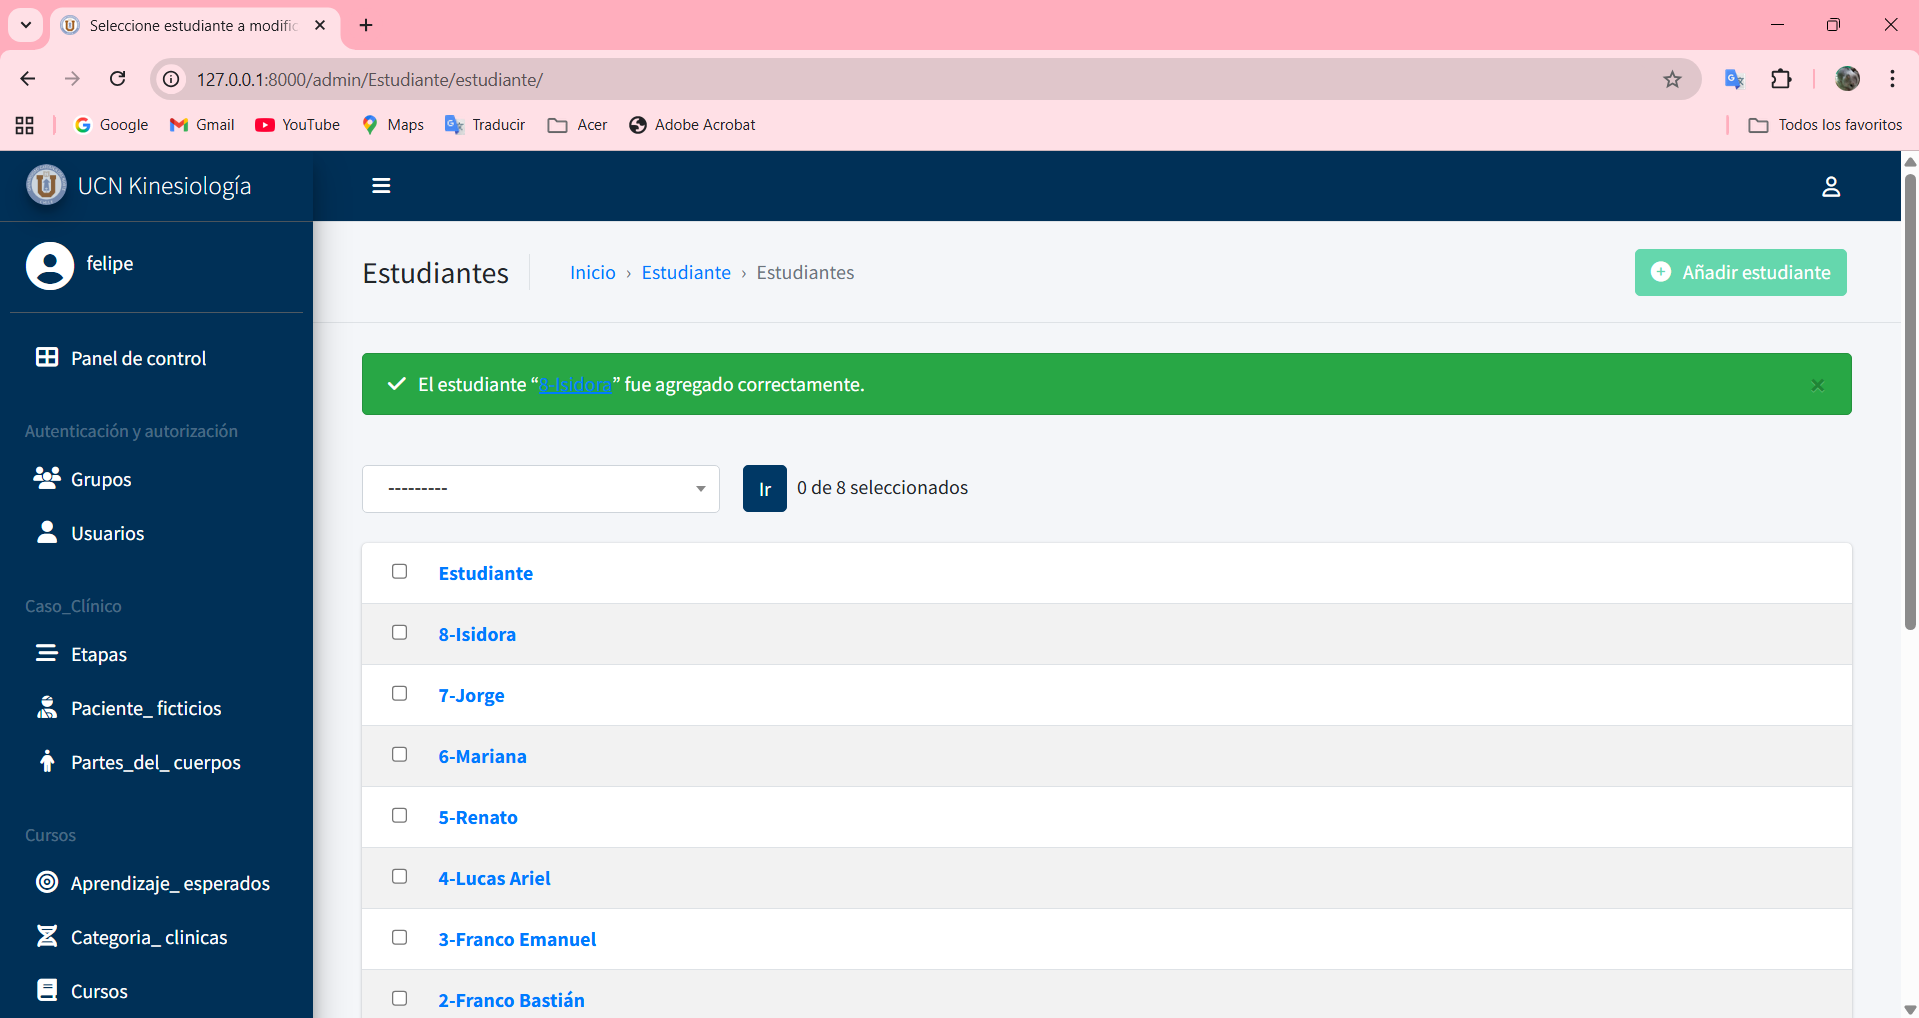 Seleccione estudiante a modific
127.0.0.1:8000/admin/Estudiante/estudiante/
Google Gmail YouTube Maps Traducir Acer Adobe Acrobat Todos los favoritos
UCN Kinesiología
felipe
Panel de control
Autenticación y autorización
Grupos
Usuarios
Caso_Clínico
Etapas
Paciente_ ficticios
Partes_del_ cuerpos
Cursos
Aprendizaje_ esperados
Categoria_ clinicas
Cursos
Estudiantes
Inicio › Estudiante › Estudiantes
Añadir estudiante
El estudiante “8-Isidora” fue agregado correctamente.
---------
Ir
0 de 8 seleccionados
Estudiante
8-Isidora
7-Jorge
6-Mariana
5-Renato
4-Lucas Ariel
3-Franco Emanuel
2-Franco Bastián